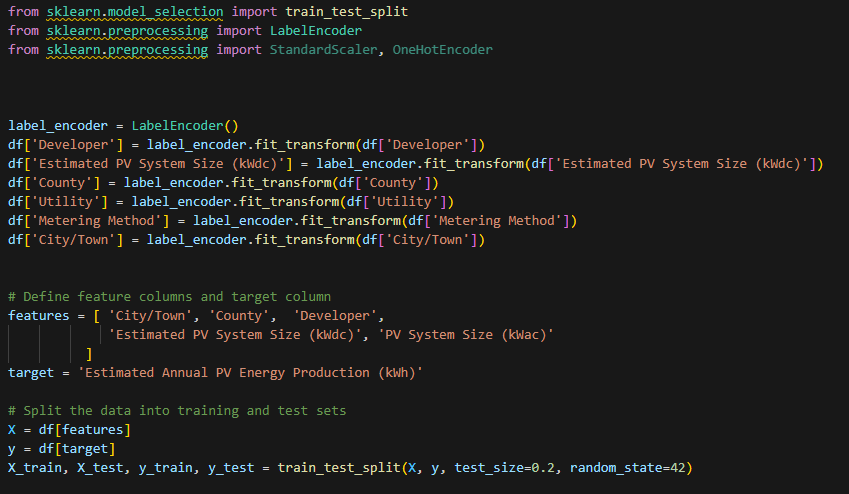 from sklearn.model_selection import train_test_split
from sklearn.preprocessing import LabelEncoder
from sklearn.preprocessing import StandardScaler, OneHotEncoder
label_encoder = LabelEncoder()
df['Developer'] = label_encoder.fit_transform(df['Developer'])
df['Estimated PV System Size (kWdc)'] = label_encoder.fit_transform(df['Estimated PV System Size (kWdc)'])
df['County'] = label_encoder.fit_transform(df['County'])
df['Utility'] = label_encoder.fit_transform(df['Utility'])
df['Metering Method'] = label_encoder.fit_transform(df['Metering Method'])
df['City/Town'] = label_encoder.fit_transform(df['City/Town'])
# Define feature columns and target column
features = [ 'City/Town', 'County',  'Developer',
             'Estimated PV System Size (kWdc)', 'PV System Size (kWac)'
          ]
target = 'Estimated Annual PV Energy Production (kWh)'
# Split the data into training and test sets
X = df[features]
y = df[target]
X_train, X_test, y_train, y_test = train_test_split(X, y, test_size=0.2, random_state=42)